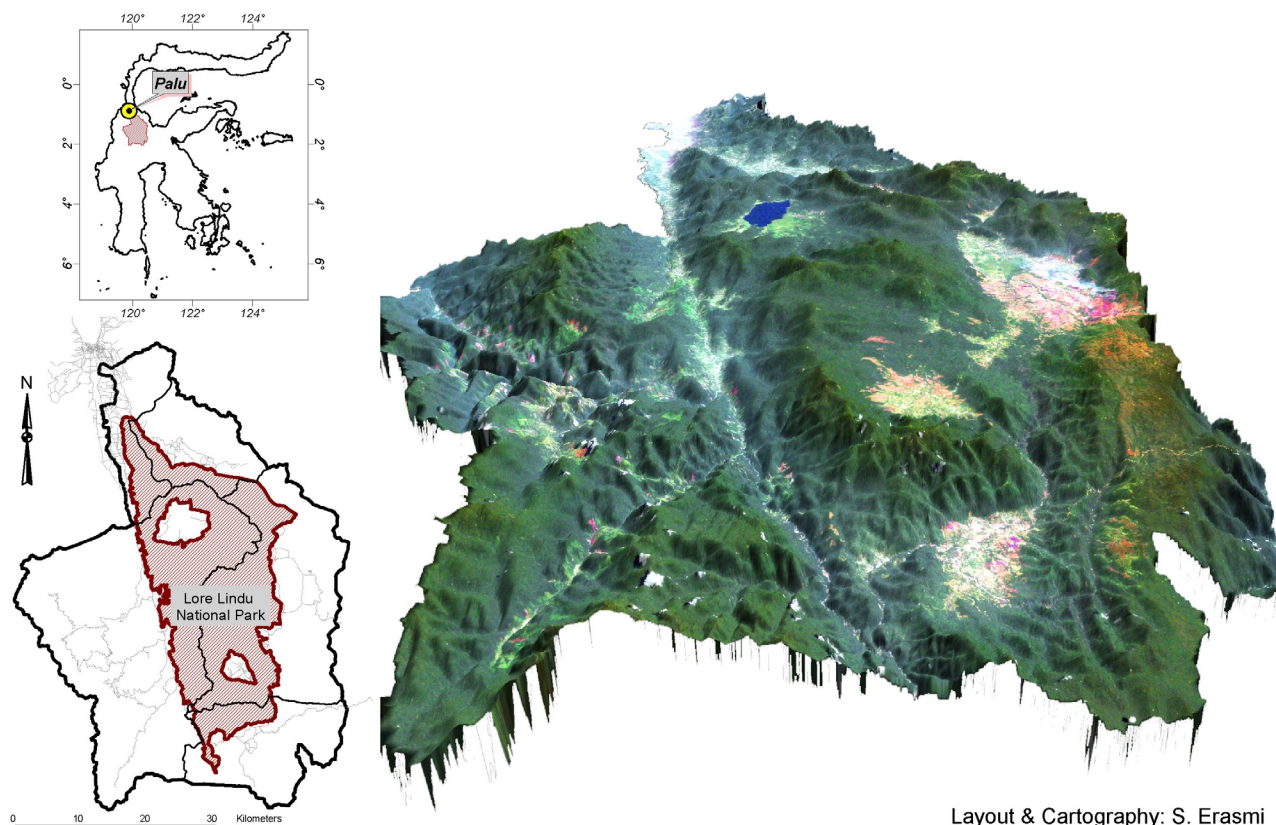 120° 122° 124°
Palu
0° 0°
2° 2°
4° 4°
6° 6°
120° 122° 124°
N
Lore Lindu
National Park
0 10 20 30 Kilometers
Layout & Cartography: S. Erasmi